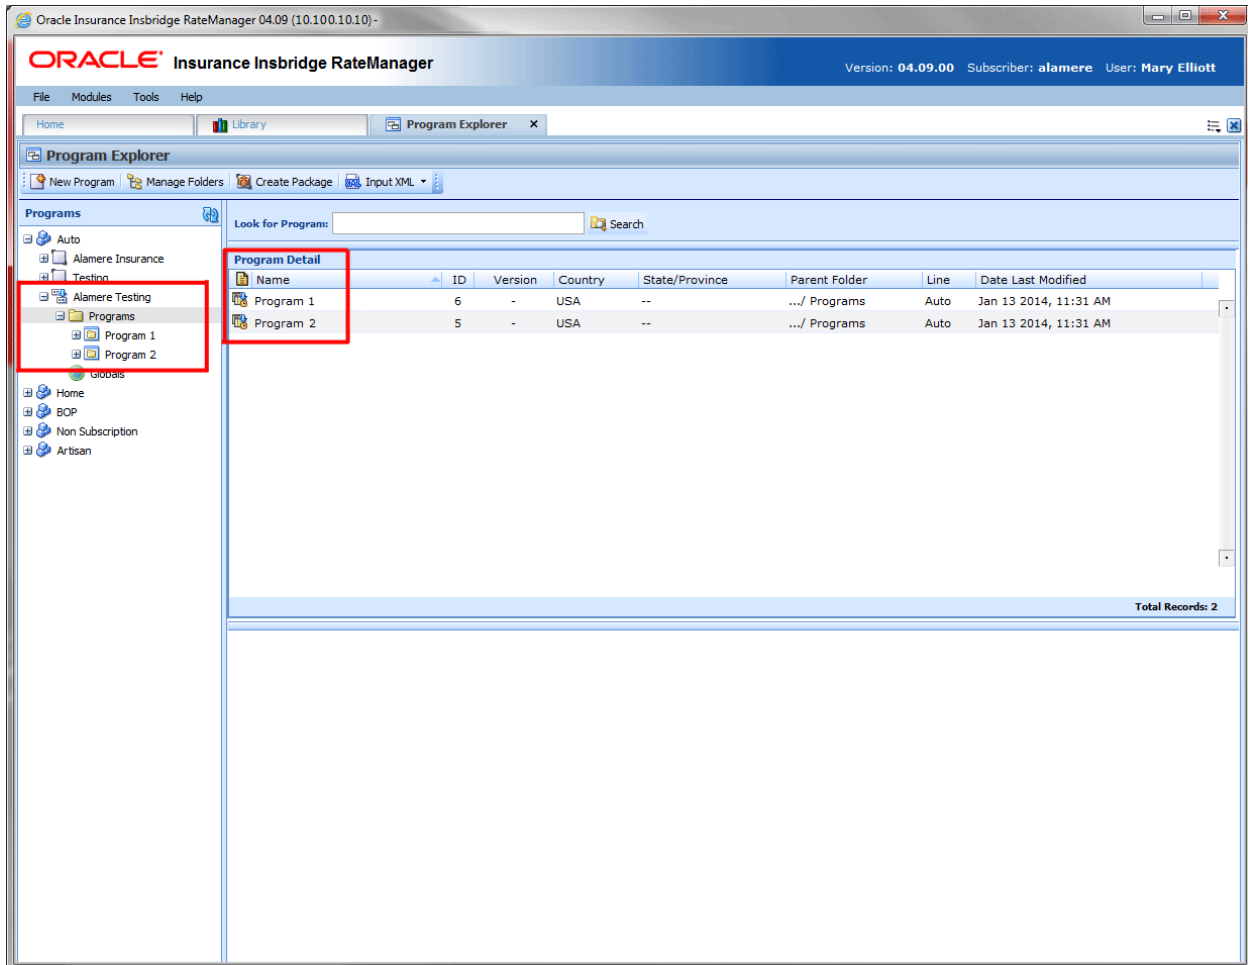 Oracle Insurance Insbridge RateManager 04.09 (10.100.10.10) -
ORACLE Insurance Insbridge RateManager
Version: 04.09.00 Subscriber: alamere User: Mary Elliott
File Modules Tools Help
Home Library Program Explorer x
Program Explorer
New Program Manage Folders Create Package Input XML
Programs
Look for Program: Search
Auto
Alamere Insurance
Testing
Alamere Testing
Programs
Program 1
Program 2
Globals
Home
BOP
Non Subscription
Artisan
Program Detail
Name ID Version Country State/Province Parent Folder Line Date Last Modified
Program 1 6 - USA -- .../ Programs Auto Jan 13 2014, 11:31 AM
Program 2 5 - USA -- .../ Programs Auto Jan 13 2014, 11:31 AM
Total Records: 2